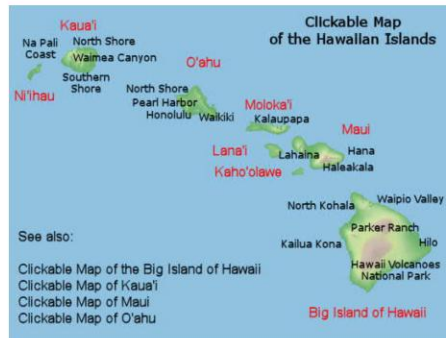 Clickable Map
of the Hawaiian Islands
Kaua'i
Na Pali
Coast
North Shore
Waimea Canyon
Southern
Shore
Ni'ihau
O'ahu
North Shore
Pearl Harbor
Honolulu
Waikiki
Moloka'i
Kalaupapa
Lana'i
Maui
Lahaina
Hana
Haleakala
Kaho'olawe
North Kohala
Waipio Valley
Parker Ranch
Kailua Kona
Hilo
Hawaii Volcanoes
National Park
Big Island of Hawaii
See also:
Clickable Map of the Big Island of Hawaii
Clickable Map of Kaua'i
Clickable Map of Maui
Clickable Map of O'ahu